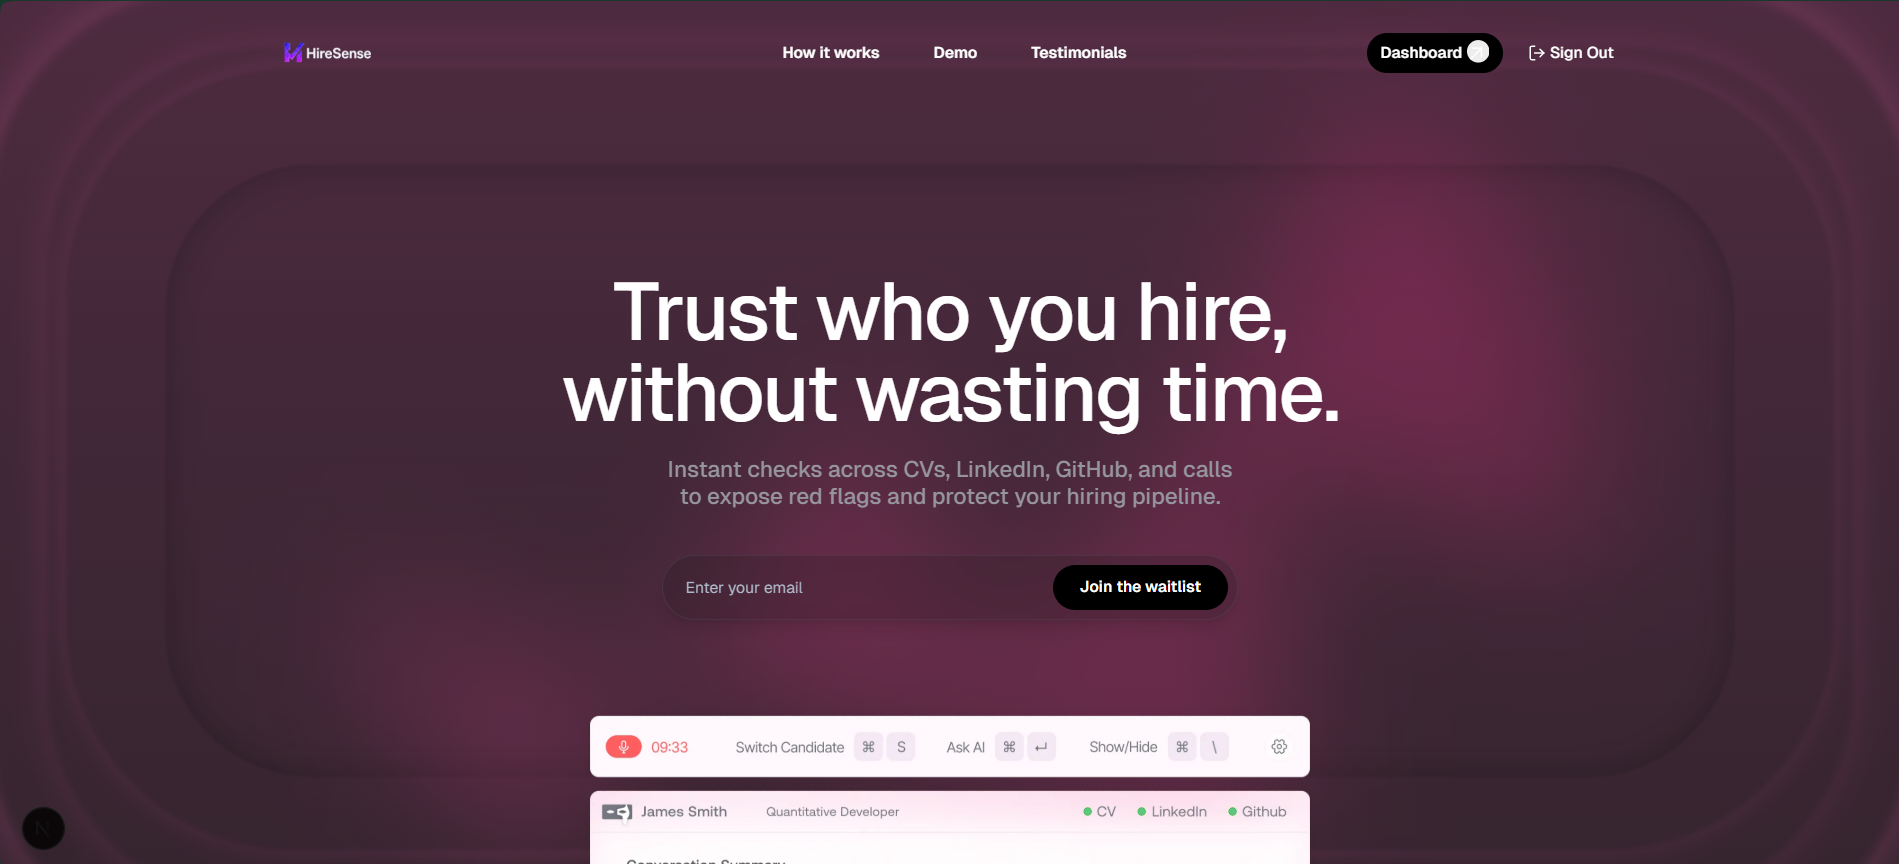 HireSense
How it works
Demo
Testimonials
Dashboard
Sign Out
Trust who you hire,
without wasting time.
Instant checks across CVs, LinkedIn, GitHub, and calls
to expose red flags and protect your hiring pipeline.
Enter your email
Join the waitlist
09:33
Switch Candidate ⌘ S
Ask AI ⌘ ↵
Show/Hide ⌘ \
James Smith
Quantitative Developer
CV
LinkedIn
Github
Conversation Summary
N